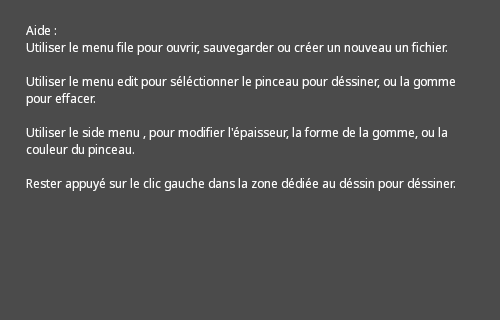 Aide :
Utiliser le menu file pour ouvrir, sauvegarder ou créer un nouveau un fichier.
Utiliser le menu edit pour séléctionner le pinceau pour déssiner, ou la gomme
pour effacer.
Utiliser le side menu , pour modifier l'épaisseur, la forme de la gomme, ou la
couleur du pinceau.
Rester appuyé sur le clic gauche dans la zone dédiée au déssin pour déssiner.